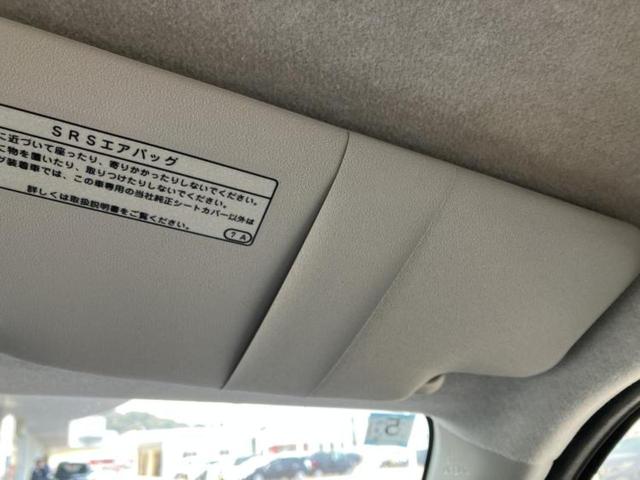 SRSエアバッグ
に近づいて座ったり、寄りかかったりしないでください。
に物を置いたり、取りつけたりしないでください。
グ装着車では、この車専用の当社純正シートカバー以外は
詳しくは取扱説明書をご覧ください。
7A
5